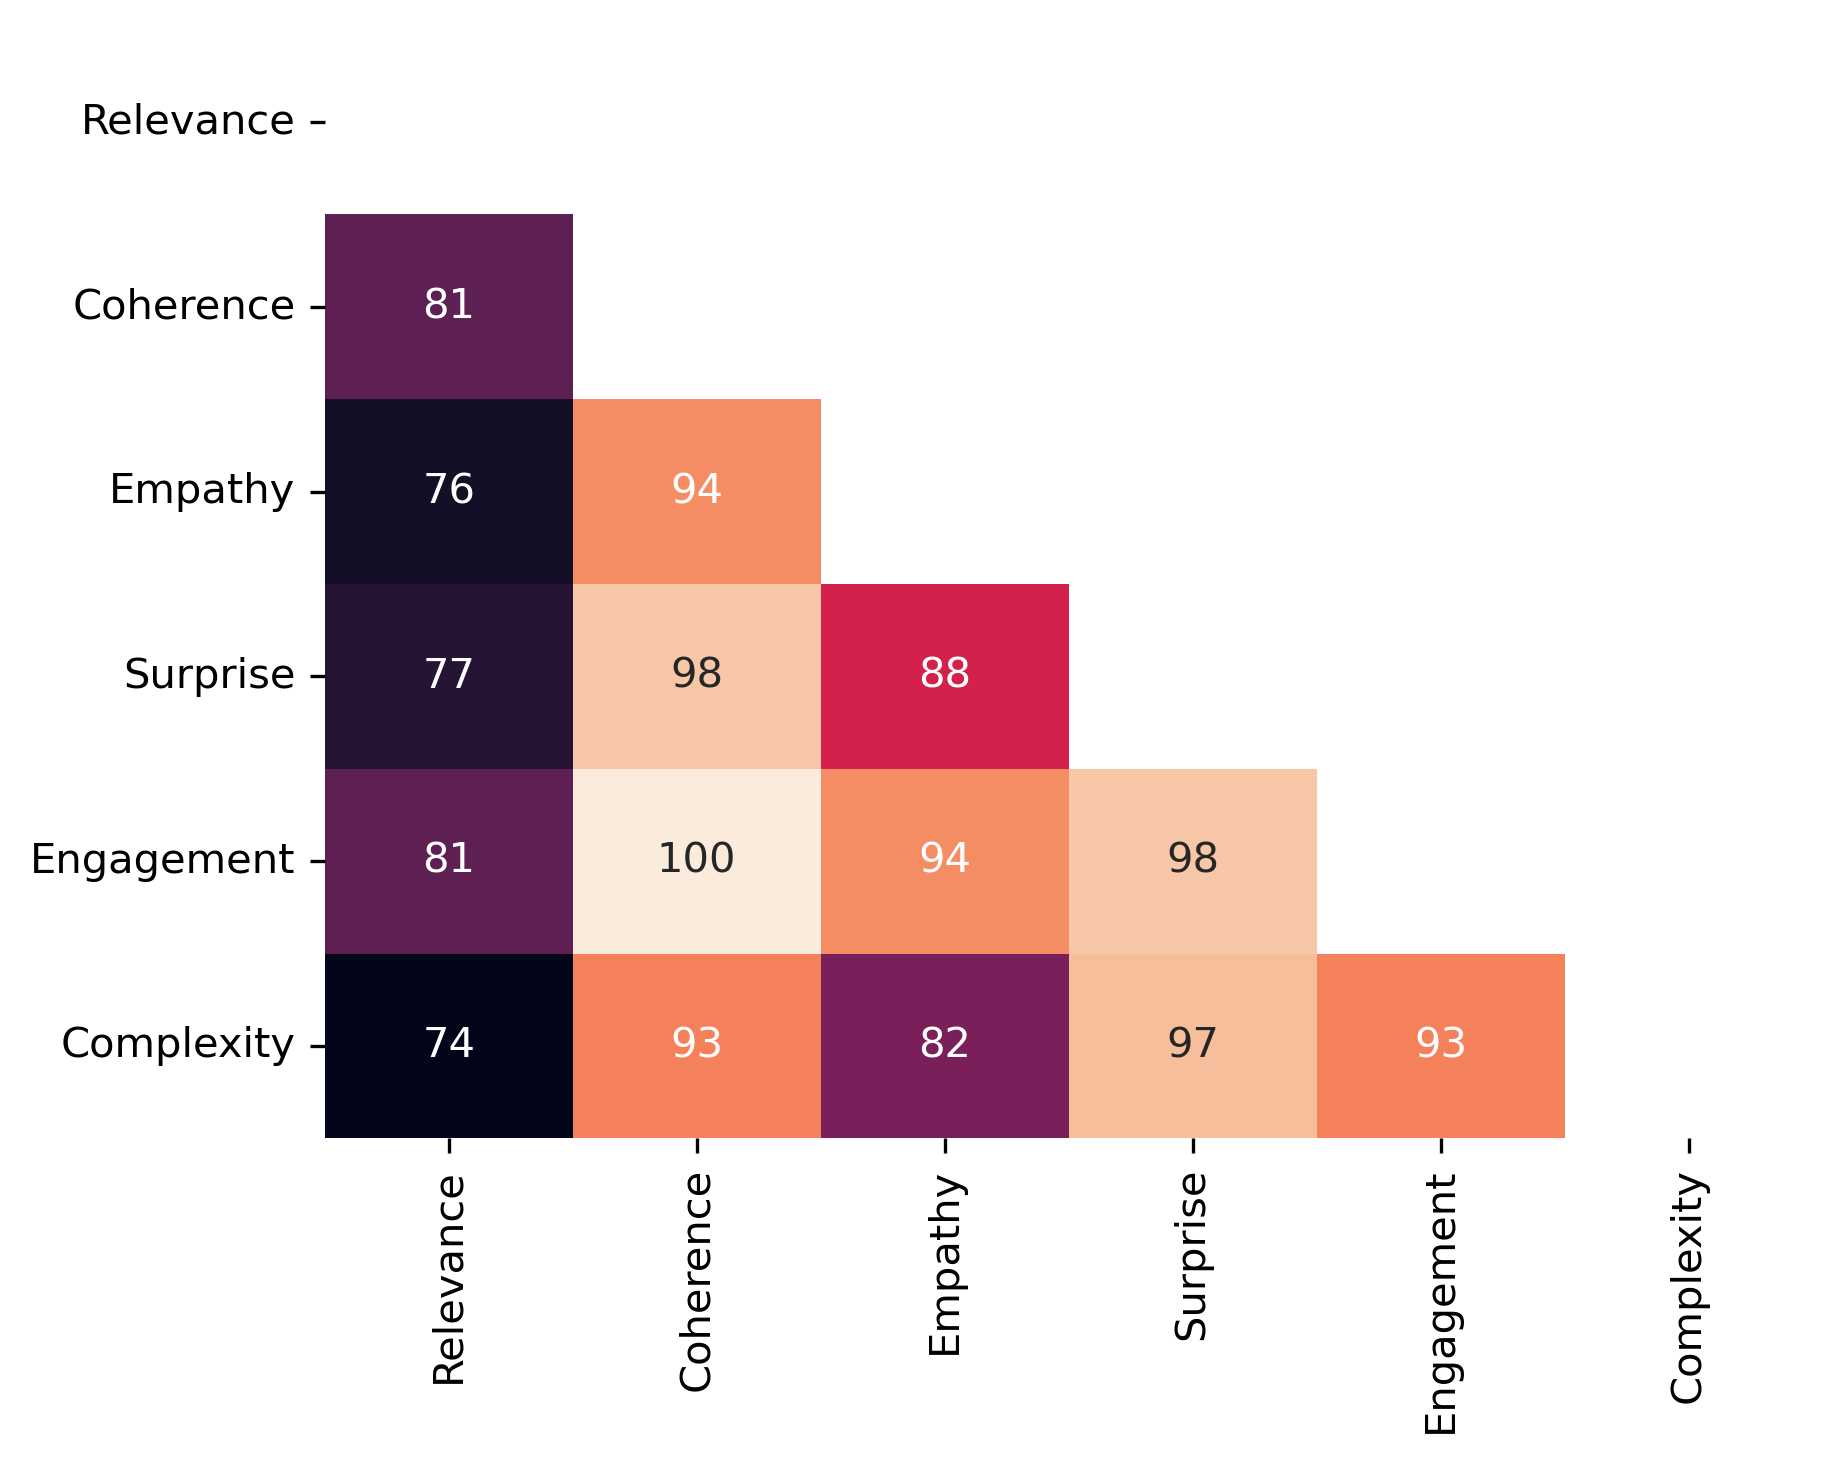 Relevance
Coherence 81
Empathy 76 94
Surprise 77 98 88
Engagement 81 100 94 98
Complexity 74 93 82 97 93
Relevance
Coherence
Empathy
Surprise
Engagement
Complexity